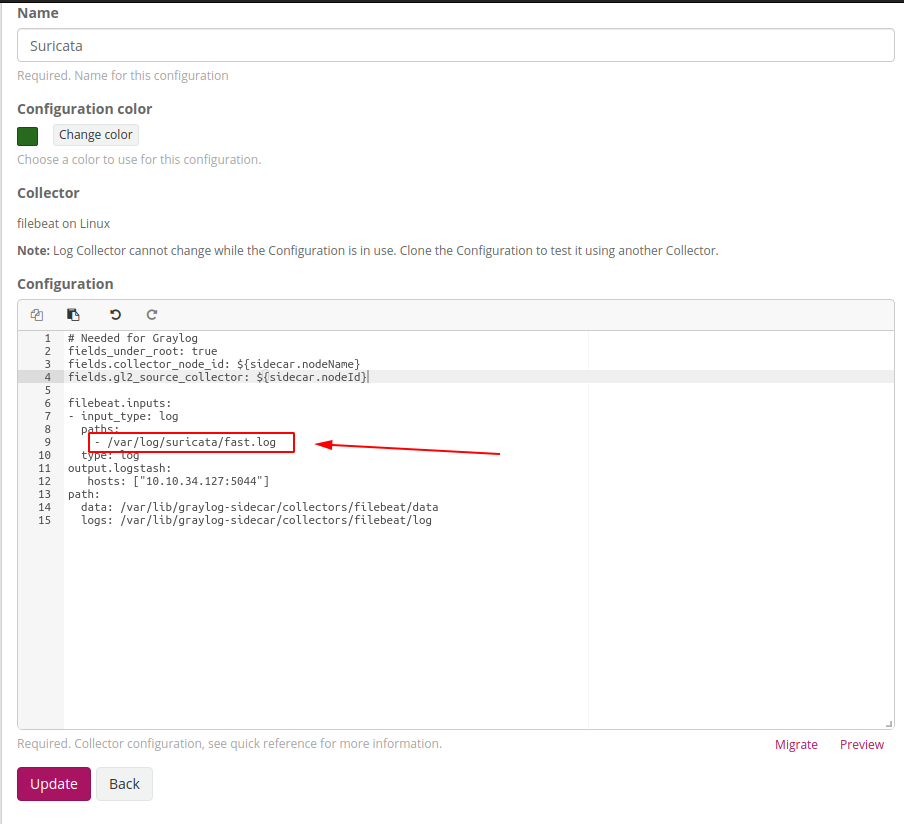 Name
Suricata
Required. Name for this configuration
Configuration color
Change color
Choose a color to use for this configuration.
Collector
filebeat on Linux
Note: Log Collector cannot change while the Configuration is in use. Clone the Configuration to test it using another Collector.
Configuration
1 # Needed for Graylog
2 fields_under_root: true
3 fields.collector_node_id: ${sidecar.nodeName}
4 fields.gl2_source_collector: ${sidecar.nodeId}
5
6 filebeat.inputs:
7 - input_type: log
8   paths:
9     - /var/log/suricata/fast.log
10   type: log
11 output.logstash:
12    hosts: ["10.10.34.127:5044"]
13 path:
14   data: /var/lib/graylog-sidecar/collectors/filebeat/data
15   logs: /var/lib/graylog-sidecar/collectors/filebeat/log
Required. Collector configuration, see quick reference for more information.
Migrate Preview
Update Back